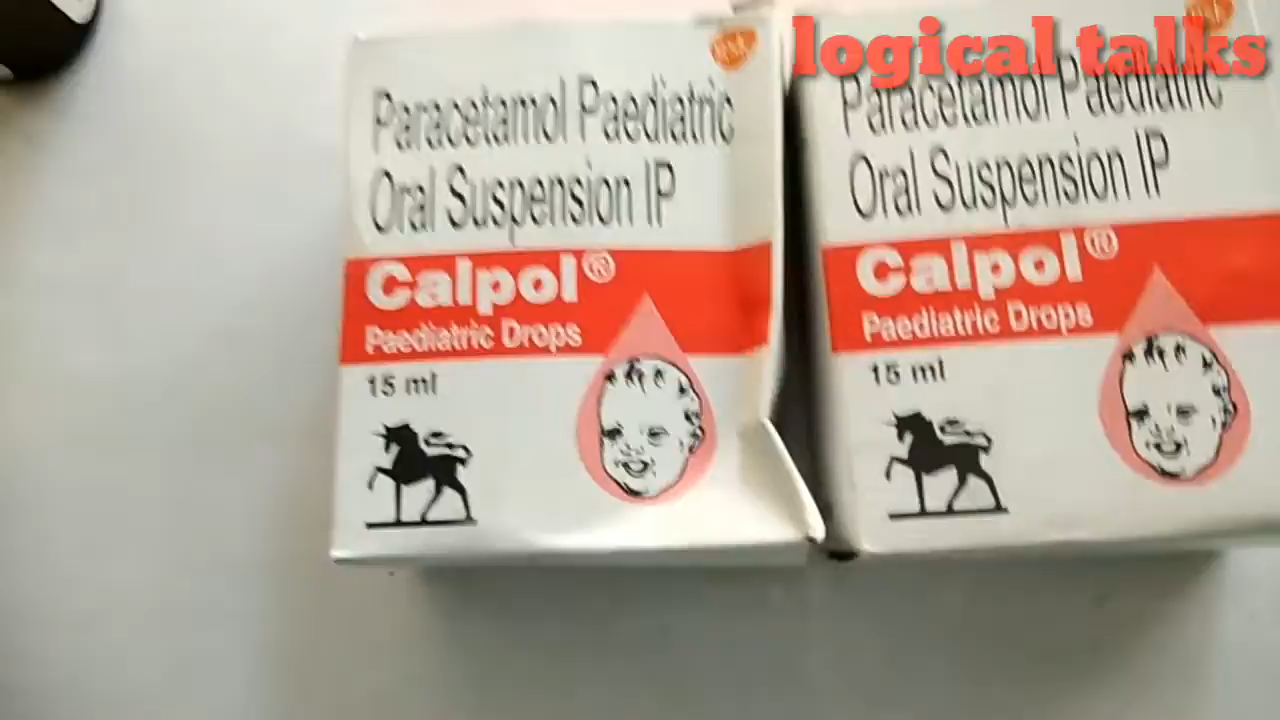 logical talks
Paracetamol Paediatric
Oral Suspension IP
Calpol®
Paediatric Drops
15 ml
Paracetamol Paediatric
Oral Suspension IP
Calpol®
Paediatric Drops
15 ml